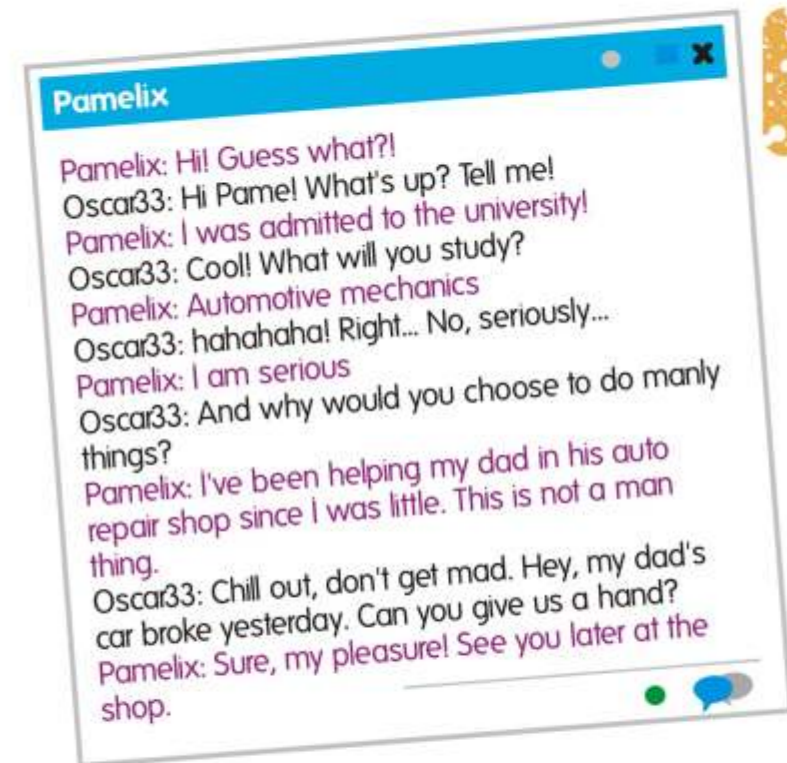 Pamelix
Pamelix: Hi! Guess what?!
Oscar33: Hi Pame! What's up? Tell me!
Pamelix: I was admitted to the university!
Oscar33: Cool! What will you study?
Pamelix: Automotive mechanics
Oscar33: hahahaha! Right... No, seriously...
Pamelix: I am serious
Oscar33: And why would you choose to do manly
things?
Pamelix: I've been helping my dad in his auto
repair shop since I was little. This is not a man
thing.
Oscar33: Chill out, don't get mad. Hey, my dad's
car broke yesterday. Can you give us a hand?
Pamelix: Sure, my pleasure! See you later at the
shop.